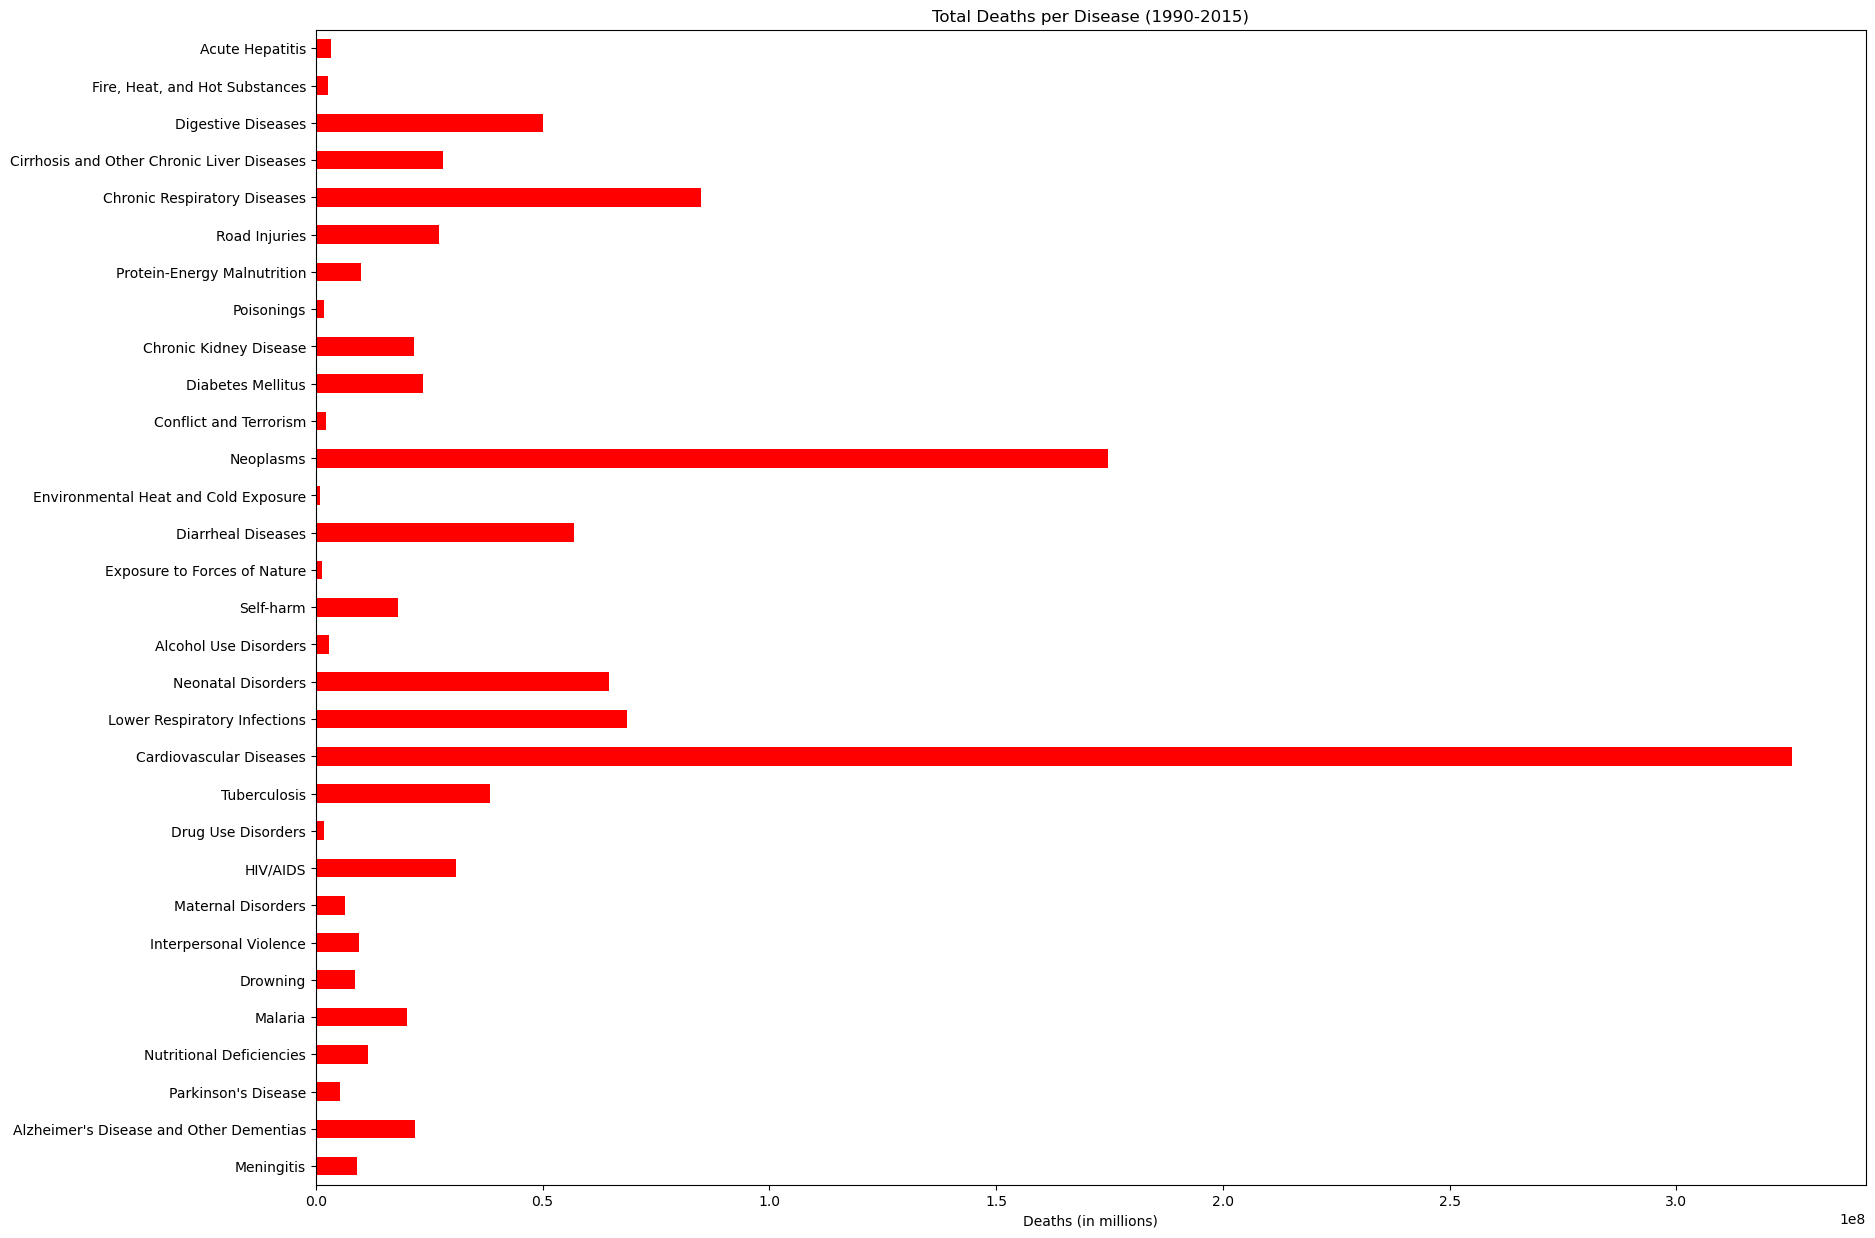 Total Deaths per Disease (1990-2015)
Acute Hepatitis
Fire, Heat, and Hot Substances
Digestive Diseases
Cirrhosis and Other Chronic Liver Diseases
Chronic Respiratory Diseases
Road Injuries
Protein-Energy Malnutrition
Poisonings
Chronic Kidney Disease
Diabetes Mellitus
Conflict and Terrorism
Neoplasms
Environmental Heat and Cold Exposure
Diarrheal Diseases
Exposure to Forces of Nature
Self-harm
Alcohol Use Disorders
Neonatal Disorders
Lower Respiratory Infections
Cardiovascular Diseases
Tuberculosis
Drug Use Disorders
HIV/AIDS
Maternal Disorders
Interpersonal Violence
Drowning
Malaria
Nutritional Deficiencies
Parkinson's Disease
Alzheimer's Disease and Other Dementias
Meningitis
0.0 0.5 1.0 1.5 2.0 2.5 3.0
Deaths (in millions)
1e8